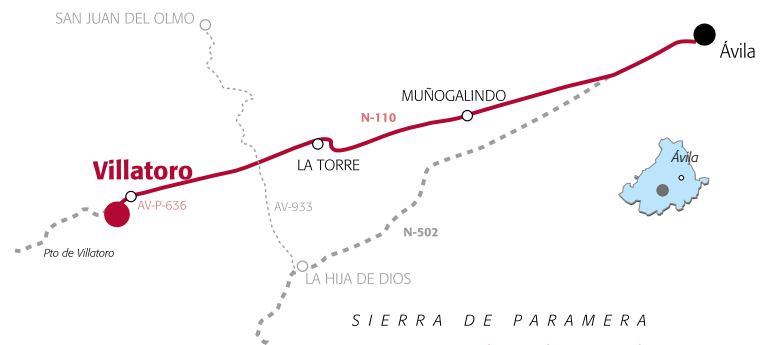 SAN JUAN DEL OLMO
Ávila
MUÑOGALINDO
N-110
LA TORRE
Ávila
Villatoro
AV-P-636
AV-933
N-502
Pto de Villatoro
LA HIJA DE DIOS
SIERRA DE PARAMERA